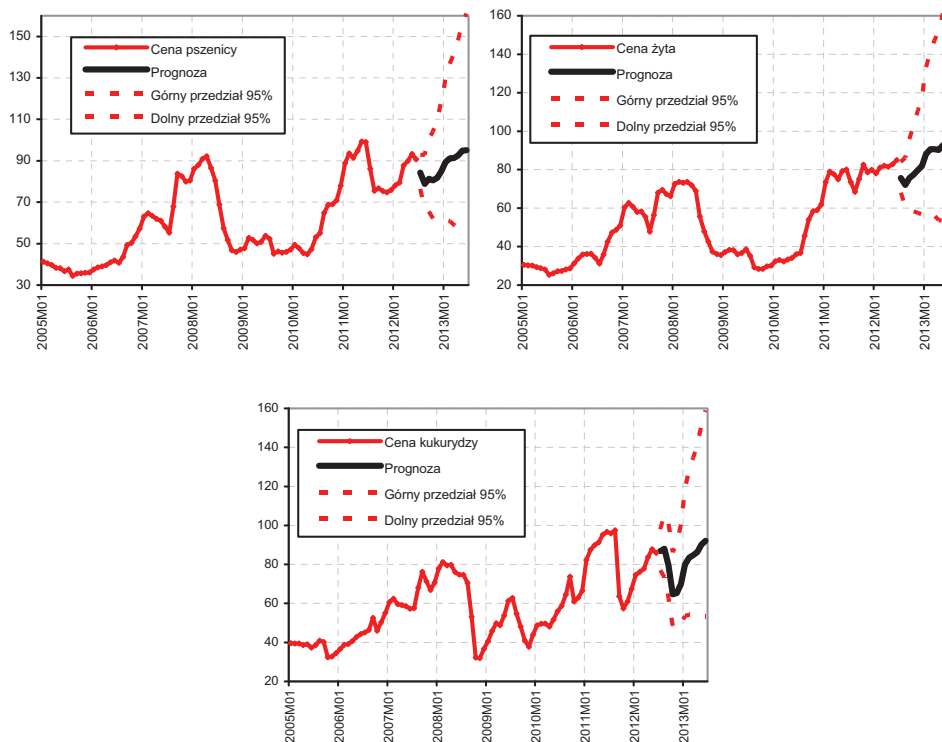 150
130
110
90
70
50
30
Cena pszenicy
Prognoza
Górny przedział 95%
Dolny przedział 95%
2005M01
2006M01
2007M01
2008M01
2009M01
2010M01
2011M01
2012M01
2013M01
160
140
120
100
80
60
40
20
Cena żyta
Prognoza
Górny przedział 95%
Dolny przedział 95%
2005M01
2006M01
2007M01
2008M01
2009M01
2010M01
2011M01
2012M01
2013M01
160
140
120
100
80
60
40
20
Cena kukurydzy
Prognoza
Górny przedział 95%
Dolny przedział 95%
2005M01
2006M01
2007M01
2008M01
2009M01
2010M01
2011M01
2012M01
2013M01